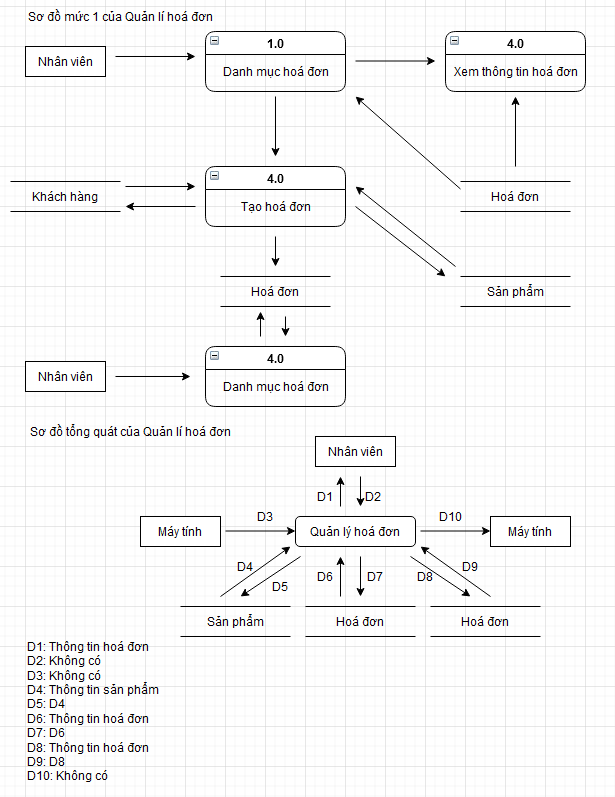 Sơ đồ mức 1 của Quản lí hoá đơn
1.0
4.0
Nhân viên
Danh mục hoá đơn
Xem thông tin hoá đơn
4.0
Khách hàng
Tạo hoá đơn
Hoá đơn
Hoá đơn
Sản phẩm
4.0
Nhân viên
Danh mục hoá đơn
Sơ đồ tổng quát của Quản lí hoá đơn
Nhân viên
D1
D2
D3
D10
Máy tính
Quản lý hoá đơn
Máy tính
D4
D5
D6
D7
D8
D9
Sản phẩm
Hoá đơn
Hoá đơn
D1: Thông tin hoá đơn
D2: Không có
D3: Không có
D4: Thông tin sản phẩm
D5: D4
D6: Thông tin hoá đơn
D7: D6
D8: Thông tin hoá đơn
D9: D8
D10: Không có